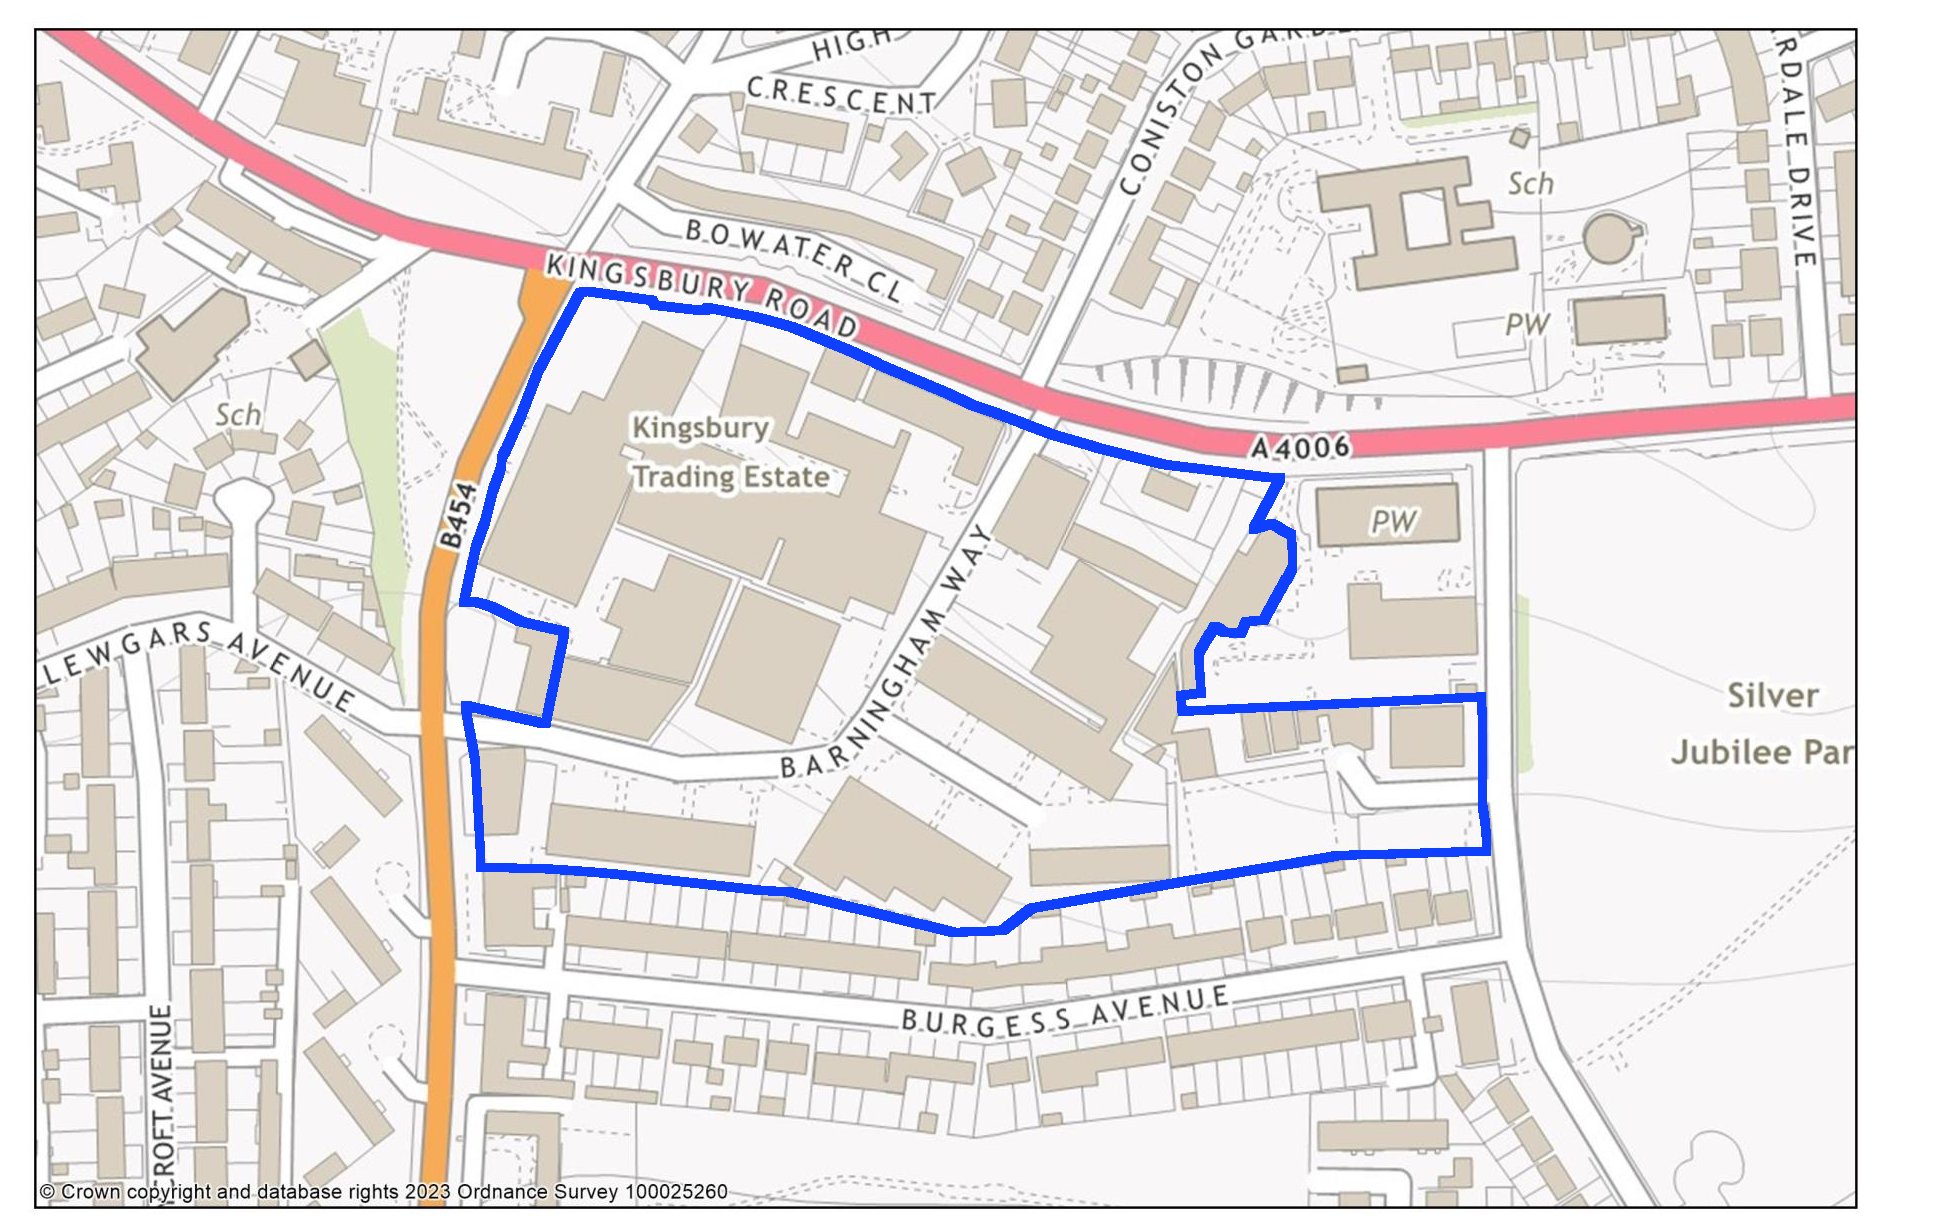 HIGH
CRESCENT
CONISTON GARDE
RDALE DRIVE
Sch
BOWATER CL
KINGSBURY ROAD
PW
Sch
Kingsbury
Trading Estate
A4006
B454
PW
BARNINGHAM WAY
LEWGARS AVENUE
Silver
Jubilee Par
BURGESS AVENUE
CROFT AVENUE
© Crown copyright and database rights 2023 Ordnance Survey 100025260